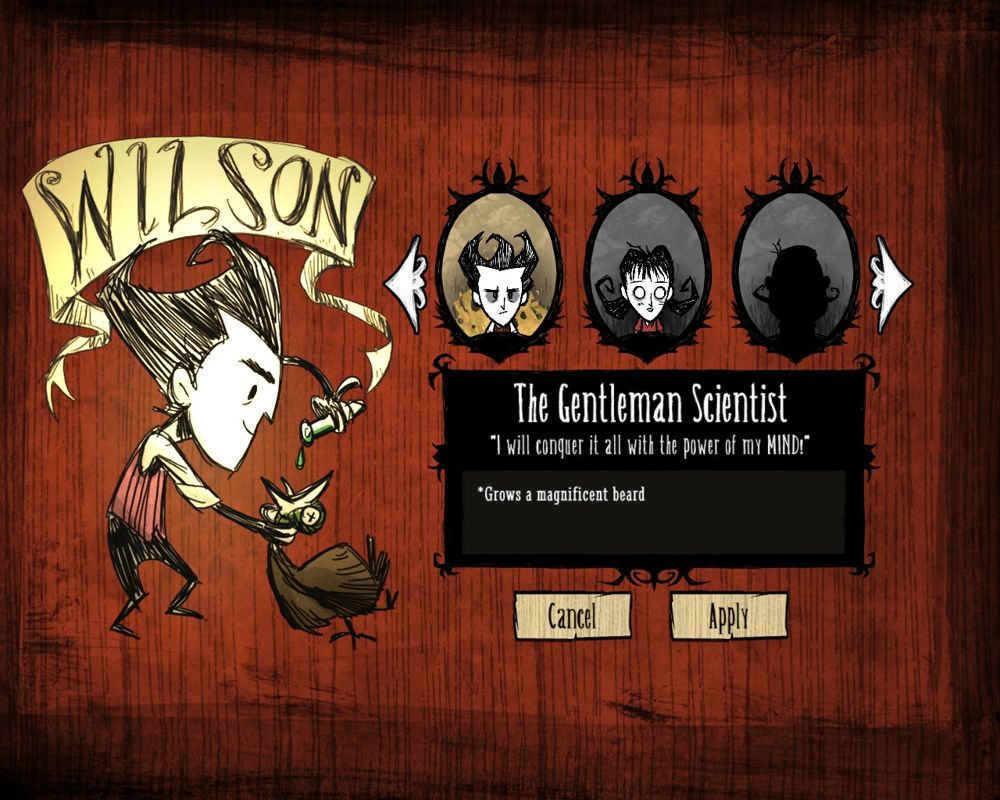 WILSON
The Gentleman Scientist
"I will conquer it all with the power of my MIND!"
*Grows a magnificent beard
Cancel
Apply